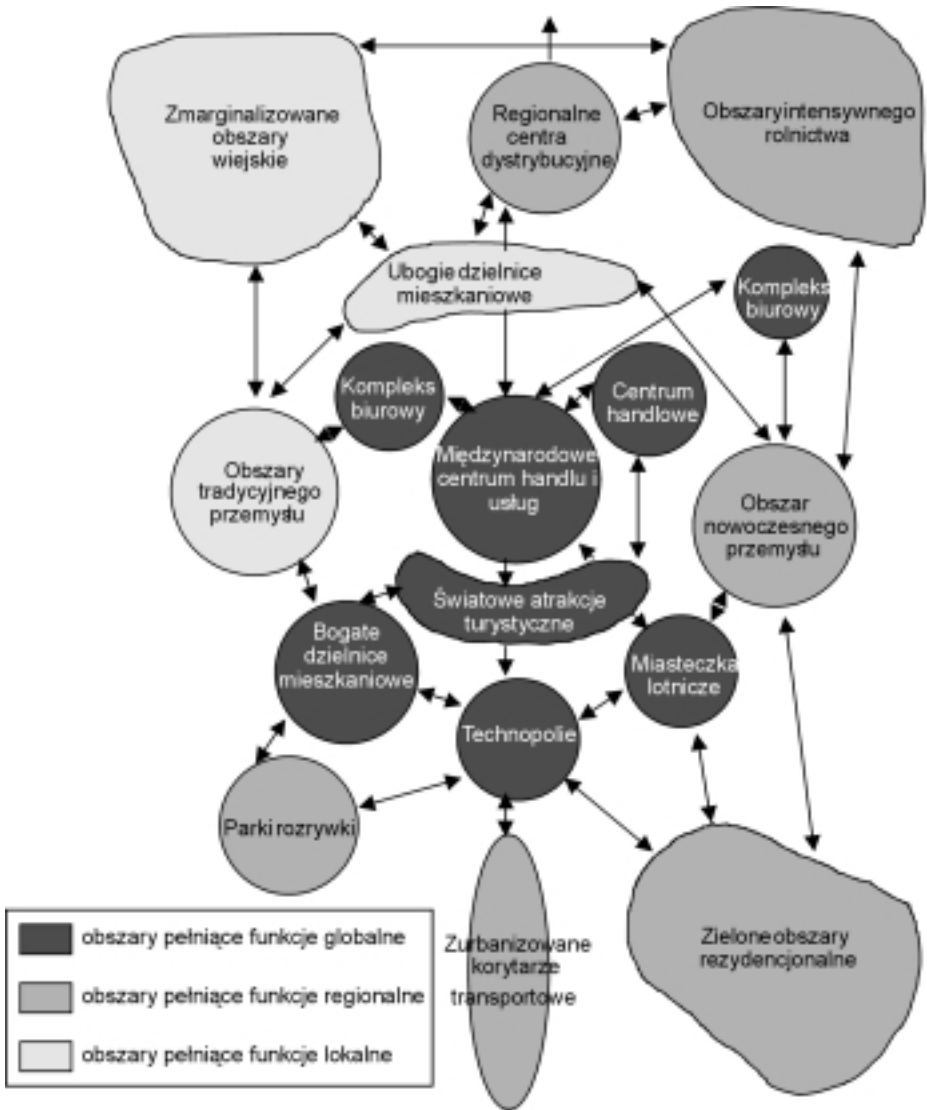 Zmarginalizowane
obszary
wiejskie
Regionalne
centra
dystrybucyjne
Obszary intensywnego
rolnictwa
Ubogie dzielnice
mieszkaniowe
Kompleks
biurowy
Kompleks
biurowy
Centrum
handlowe
Międzynarodowe
centrum handlu i
usług
Obszary
tradycyjnego
przemysłu
Obszar
nowoczesnego
przemysłu
Światowe atrakcje
turystyczne
Bogate
dzielnice
mieszkaniowe
Miasteczka
lotnicze
Technopolie
Parki rozrywki
Zurbanizowane
korytarze
transportowe
Zielone obszary
rezydencjonalne
obszary pełniące funkcje globalne
obszary pełniące funkcje regionalne
obszary pełniące funkcje lokalne